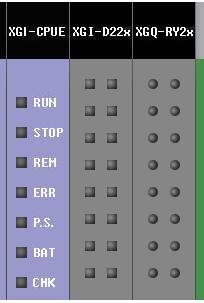 XGI-CPUE XGI-D22x XGQ-RY2x
RUN
STOP
REM
ERR
P.S.
BAT
CHK